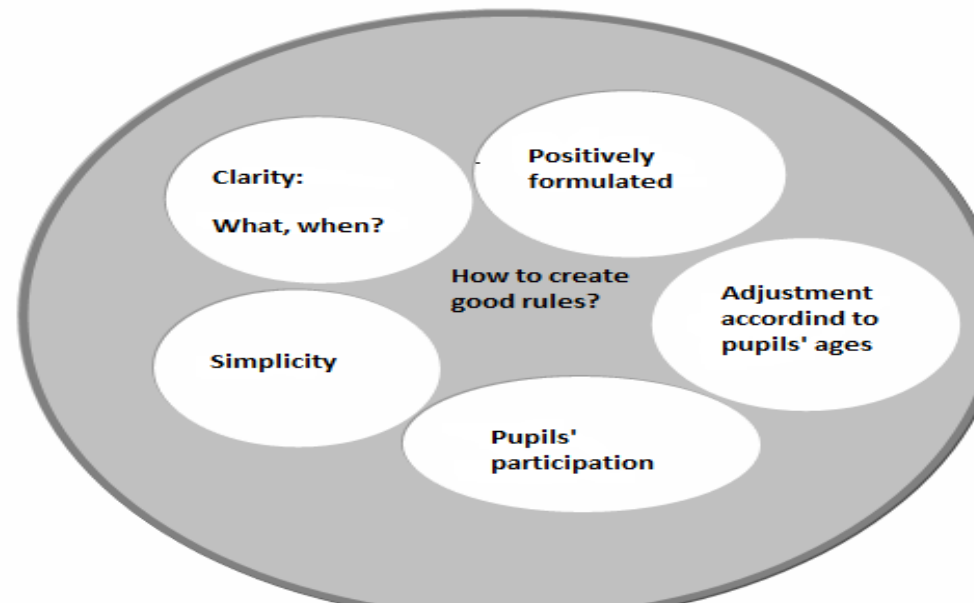 Clarity:
What, when?
Positively
formulated
How to create
good rules?
Adjustment
accordind to
pupils' ages
Simplicity
Pupils'
participation